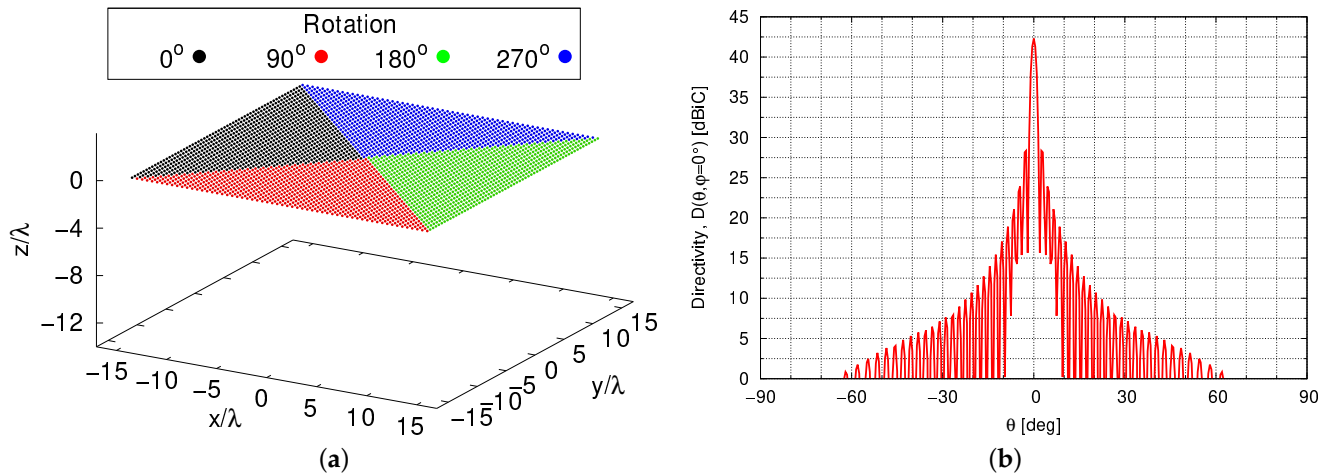 Rotation
0° 90° 180° 270°
z/λ
0
−4
−8
−12
−15 −10 −5 0 5 10 15
x/λ
−15 −10 −5 0 5 10 15
y/λ
(a)
Directivity, D(θ,φ=0°) [dBiC]
45
40
35
30
25
20
15
10
5
0
−90 −60 −30 0 30 60 90
θ [deg]
(b)